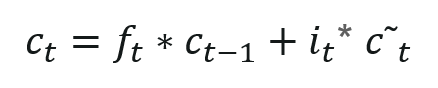 c_t = f_t * c_{t-1} + i_t * c˜_t